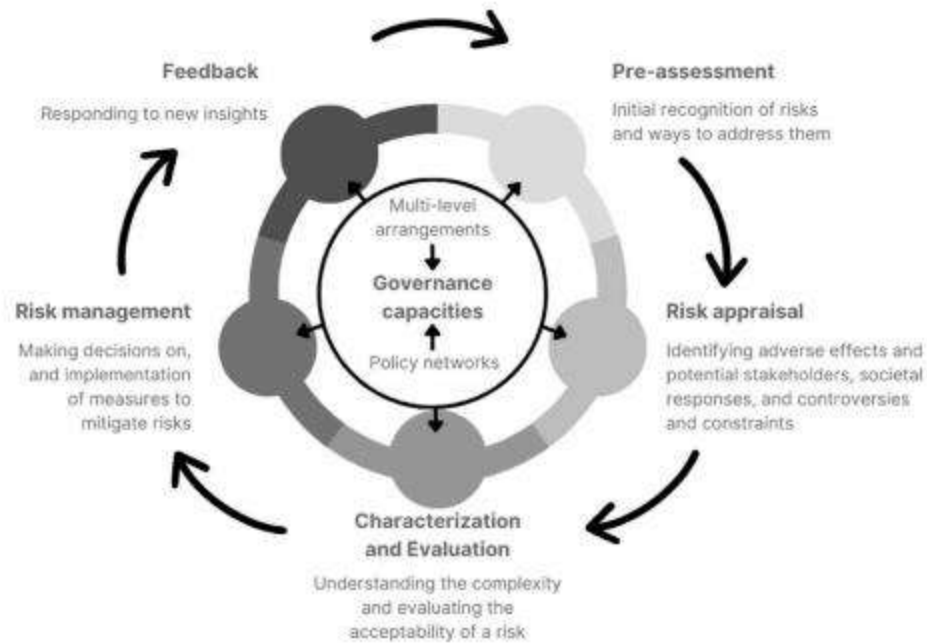 Feedback
Responding to new insights
Pre-assessment
Initial recognition of risks
and ways to address them
Multi-level
arrangements
Governance
capacities
Policy networks
Risk management
Making decisions on,
and implementation
of measures to
mitigate risks
Risk appraisal
Identifying adverse effects and
potential stakeholders, societal
responses, and controversies
and constraints
Characterization
and Evaluation
Understanding the complexity
and evaluating the
acceptability of a risk